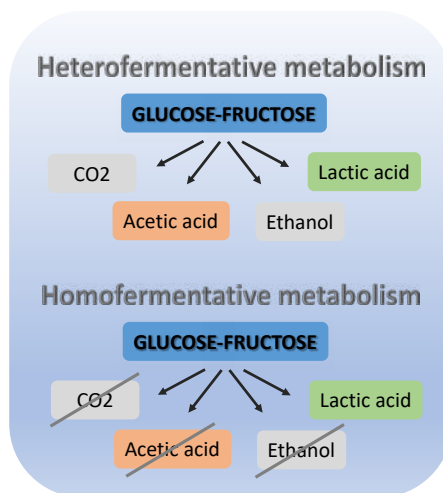 Heterofermentative metabolism
GLUCOSE-FRUCTOSE
CO2
Lactic acid
Acetic acid
Ethanol
Homofermentative metabolism
GLUCOSE-FRUCTOSE
CO2
Lactic acid
Acetic acid
Ethanol